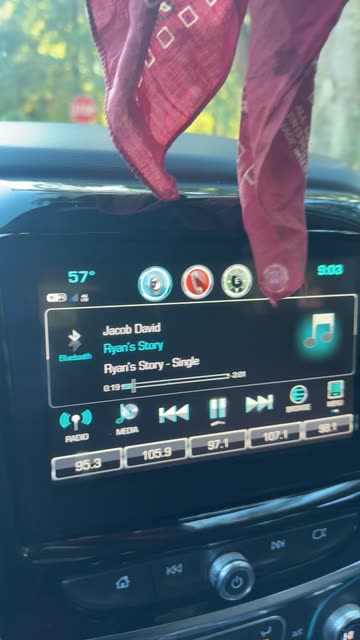 57° 9:03
Jacob David
Ryan's Story
Bluetooth
Ryan's Story - Single
0:19 -3:01
RADIO MEDIA BROWSE
95.3 105.9 97.1 107.1 98.1